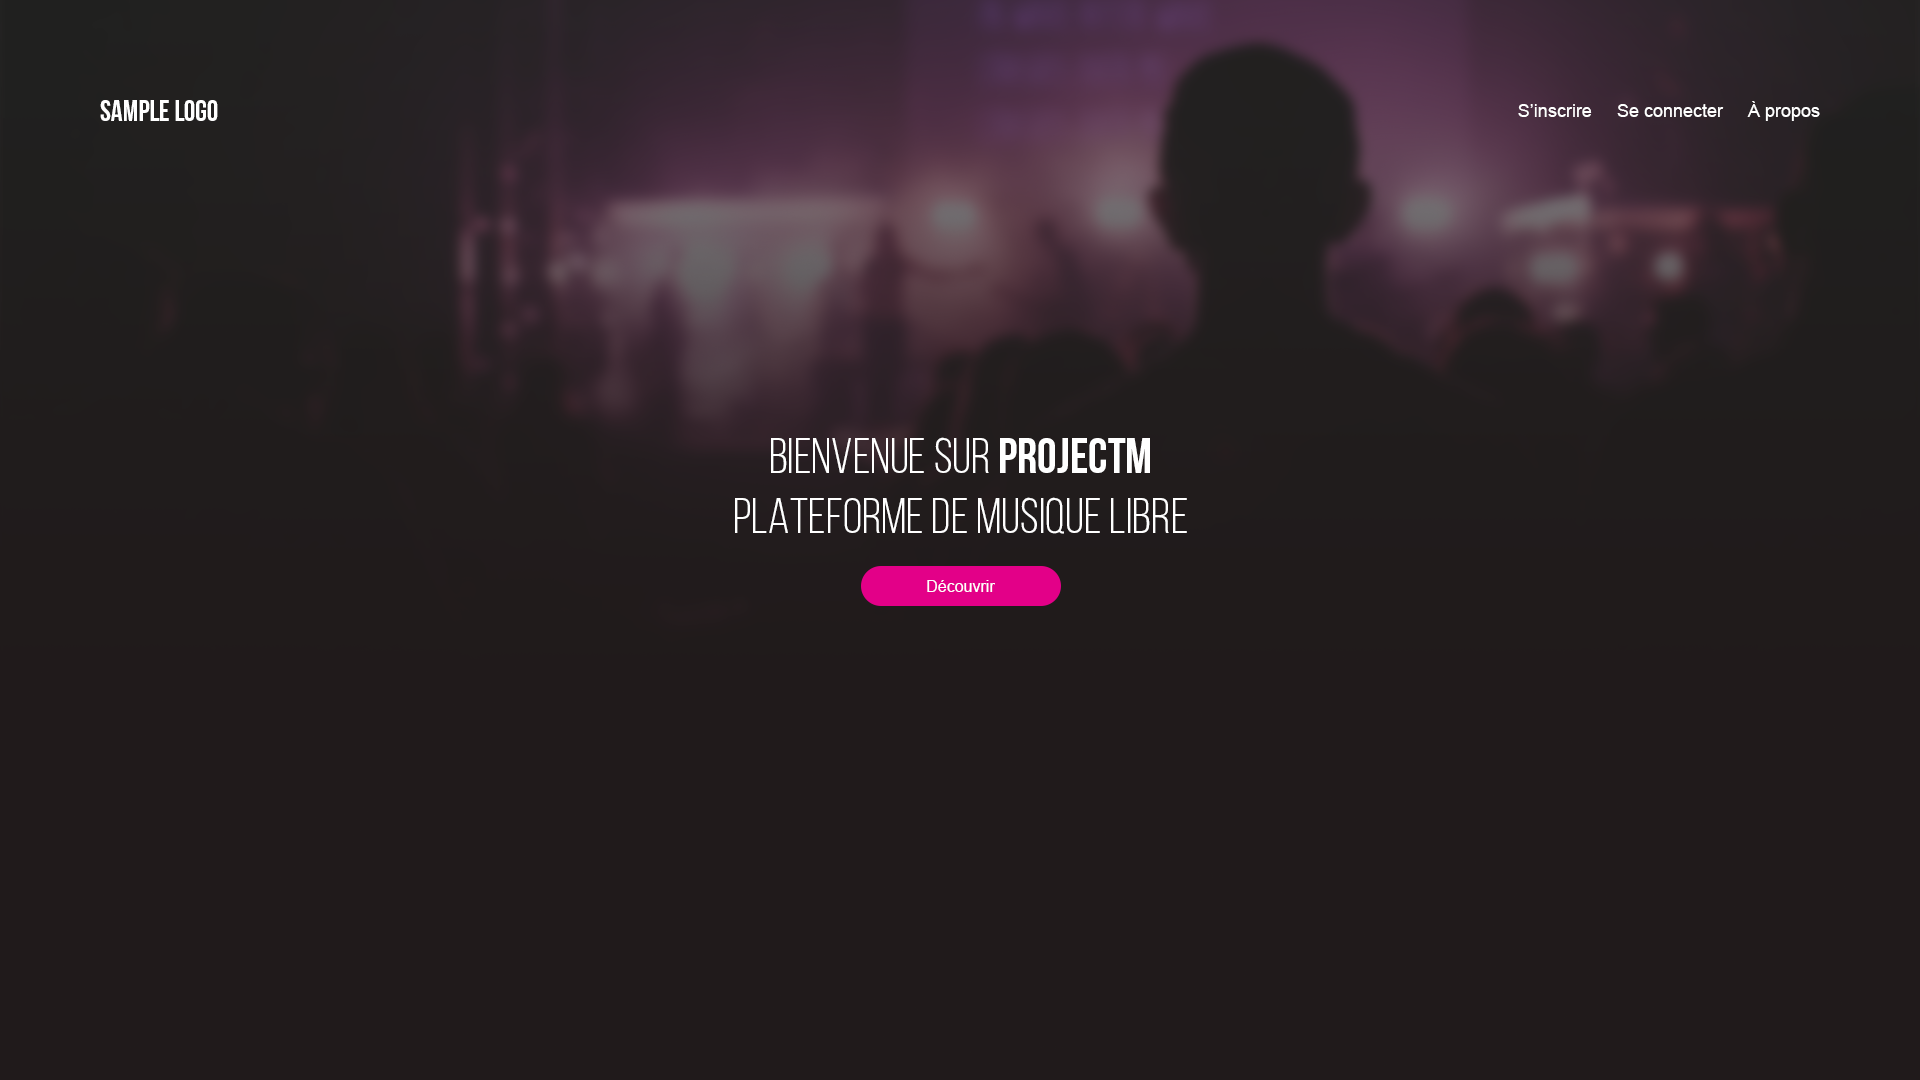 SAMPLE LOGO
S’inscrire Se connecter À propos
BIENVENUE SUR PROJECTM
PLATEFORME DE MUSIQUE LIBRE
Découvrir